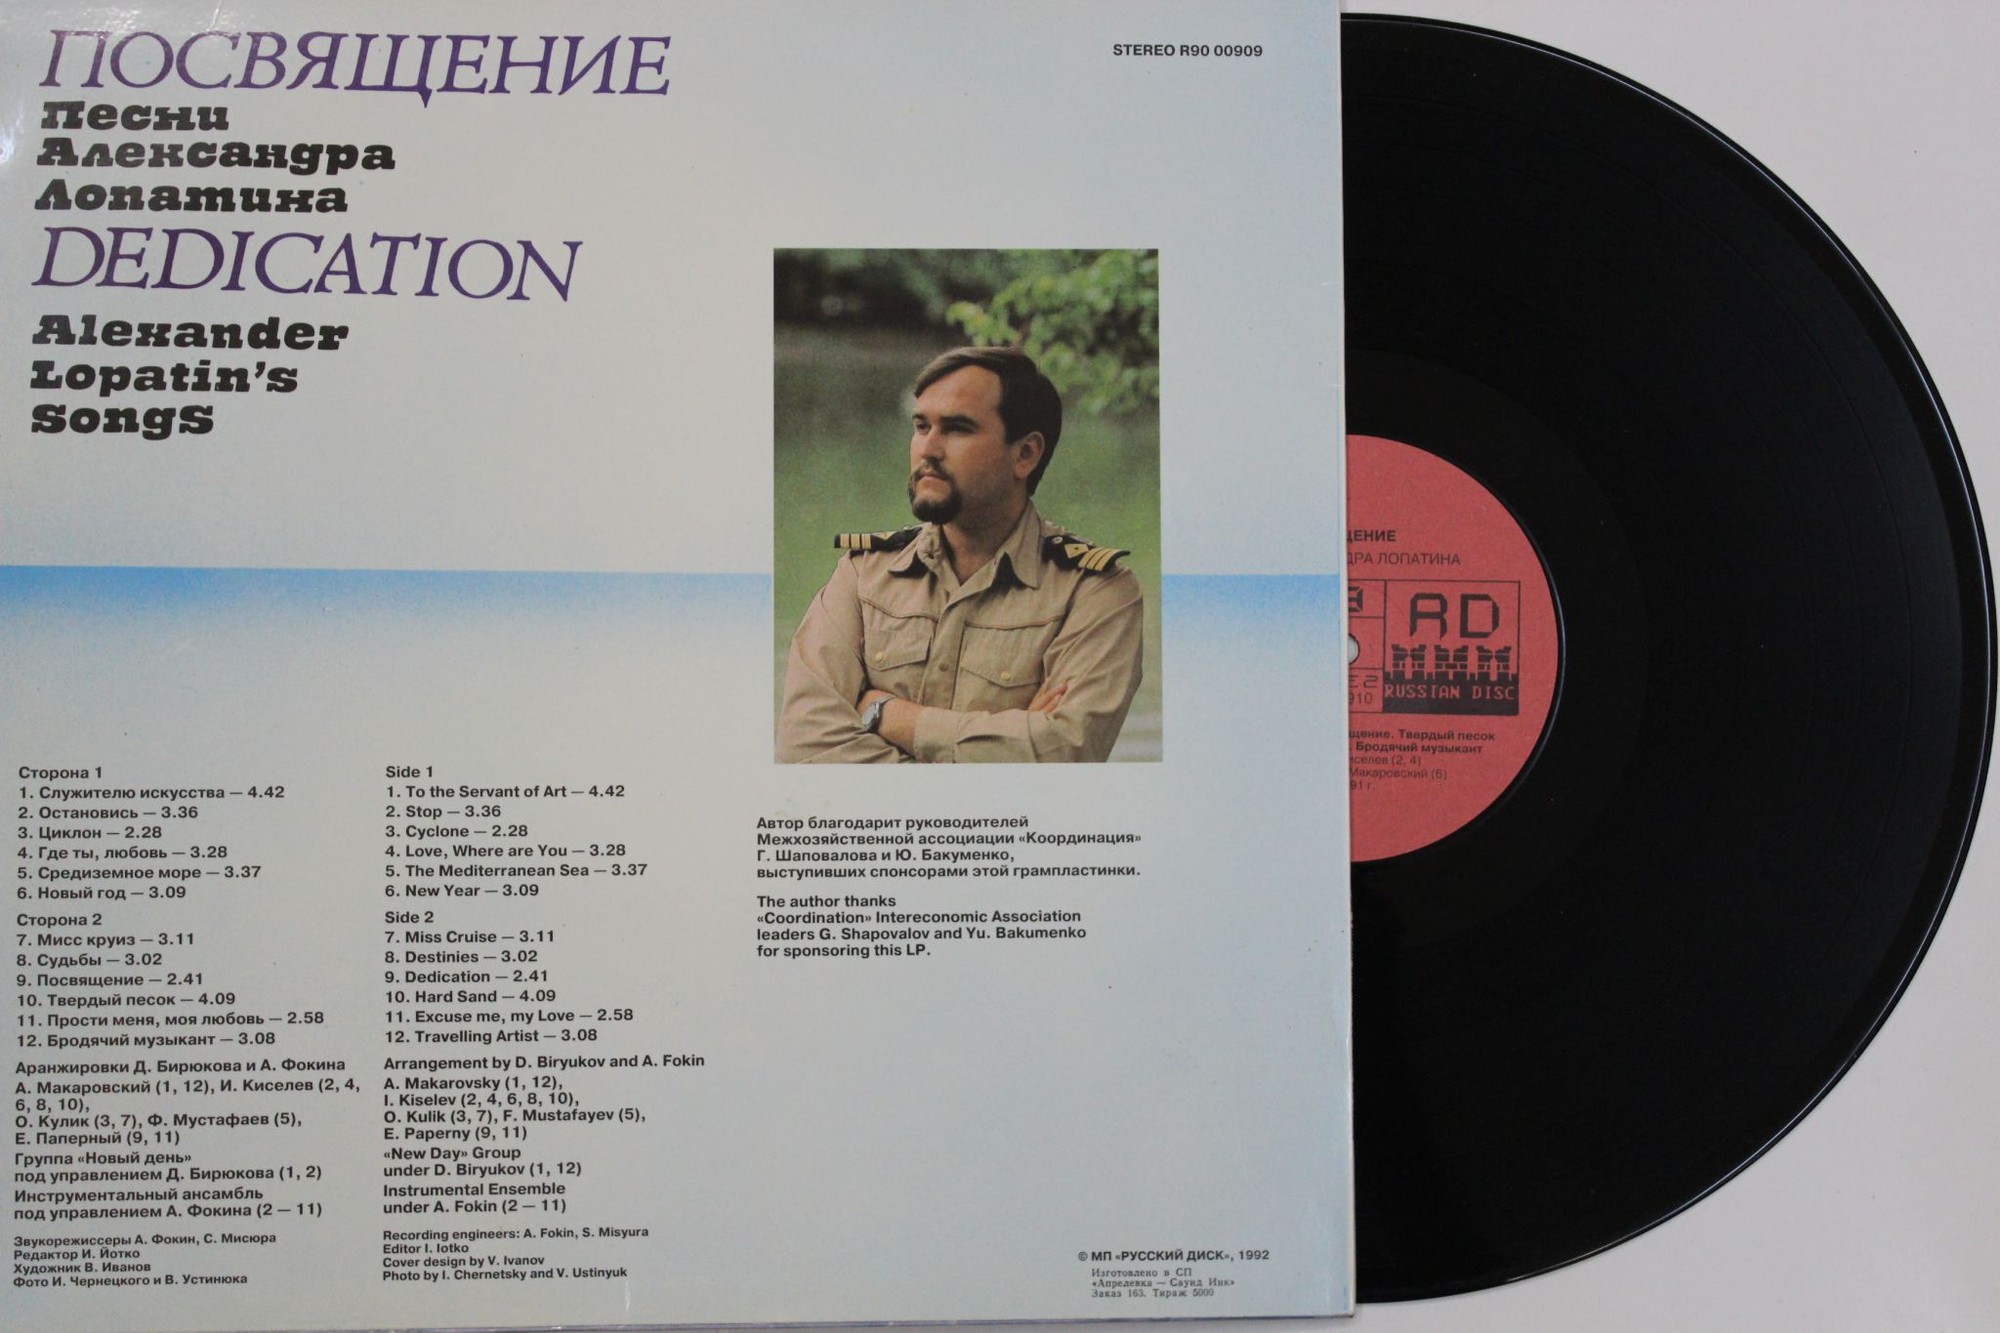 ПОСВЯЩЕНИЕ
Песни
Александра
Лопатина
DEDICATION
Alexander
Lopatin's
SongS
STEREO R90 00909
Сторона 1
1. Служителю искусства — 4.42
2. Остановись — 3.36
3. Циклон — 2.28
4. Где ты, любовь — 3.28
5. Средиземное море — 3.37
6. Новый год — 3.09
Сторона 2
7. Мисс круиз — 3.11
8. Судьбы — 3.02
9. Посвящение — 2.41
10. Твердый песок — 4.09
11. Прости меня, моя любовь — 2.58
12. Бродячий музыкант — 3.08
Аранжировки Д. Бирюкова и А. Фокина
А. Макаровский (1, 12), И. Киселев (2, 4,
6, 8, 10),
О. Кулик (3, 7), Ф. Мустафаев (5),
Е. Паперный (9, 11)
Группа «Новый день»
под управлением Д. Бирюкова (1, 2)
Инструментальный ансамбль
под управлением А. Фокина (2 — 11)
Звукорежиссеры А. Фокин, С. Мисюра
Редактор И. Йотко
Художник В. Иванов
Фото И. Чернецкого и В. Устинюка
Side 1
1. To the Servant of Art — 4.42
2. Stop — 3.36
3. Cyclone — 2.28
4. Love, Where are You — 3.28
5. The Mediterranean Sea — 3.37
6. New Year — 3.09
Side 2
7. Miss Cruise — 3.11
8. Destinies — 3.02
9. Dedication — 2.41
10. Hard Sand — 4.09
11. Excuse me, my Love — 2.58
12. Travelling Artist — 3.08
Arrangement by D. Biryukov and A. Fokin
A. Makarovsky (1, 12),
I. Kiselev (2, 4, 6, 8, 10),
O. Kulik (3, 7), F. Mustafayev (5),
E. Paperny (9, 11)
«New Day» Group
under D. Biryukov (1, 12)
Instrumental Ensemble
under A. Fokin (2 — 11)
Recording engineers: A. Fokin, S. Misyura
Editor I. Iotko
Cover design by V. Ivanov
Photo by I. Chernetsky and V. Ustinyuk
Автор благодарит руководителей
Межхозяйственной ассоциации «Координация»
Г. Шаповалова и Ю. Бакуменко,
выступивших спонсорами этой грампластинки.
The author thanks
«Coordination» Intereconomic Association
leaders G. Shapovalov and Yu. Bakumenko
for sponsoring this LP.
© МП «РУССКИЙ ДИСК», 1992
Изготовлено в СП
«Апрелевка — Саунд Инк»
Заказ 163. Тираж 5000
ЩЕНИЕ
ДРА ЛОПАТИНА
RD
RUSSIAN DISC
910
щение. Твердый песок
. Бродячий музыкант
иселев (2, 4)
Макаровский (6)
91 г.